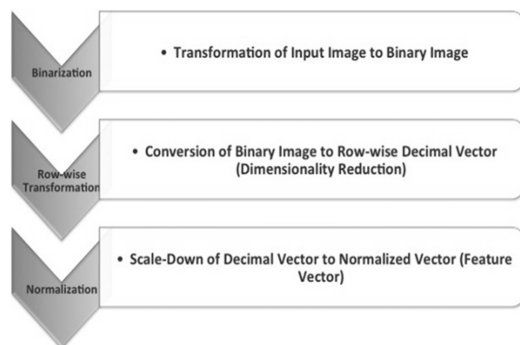 Binarization
• Transformation of Input Image to Binary Image
Row-wise
Transformation
• Conversion of Binary Image to Row-wise Decimal Vector
(Dimensionality Reduction)
Normalization
• Scale-Down of Decimal Vector to Normalized Vector (Feature
Vector)